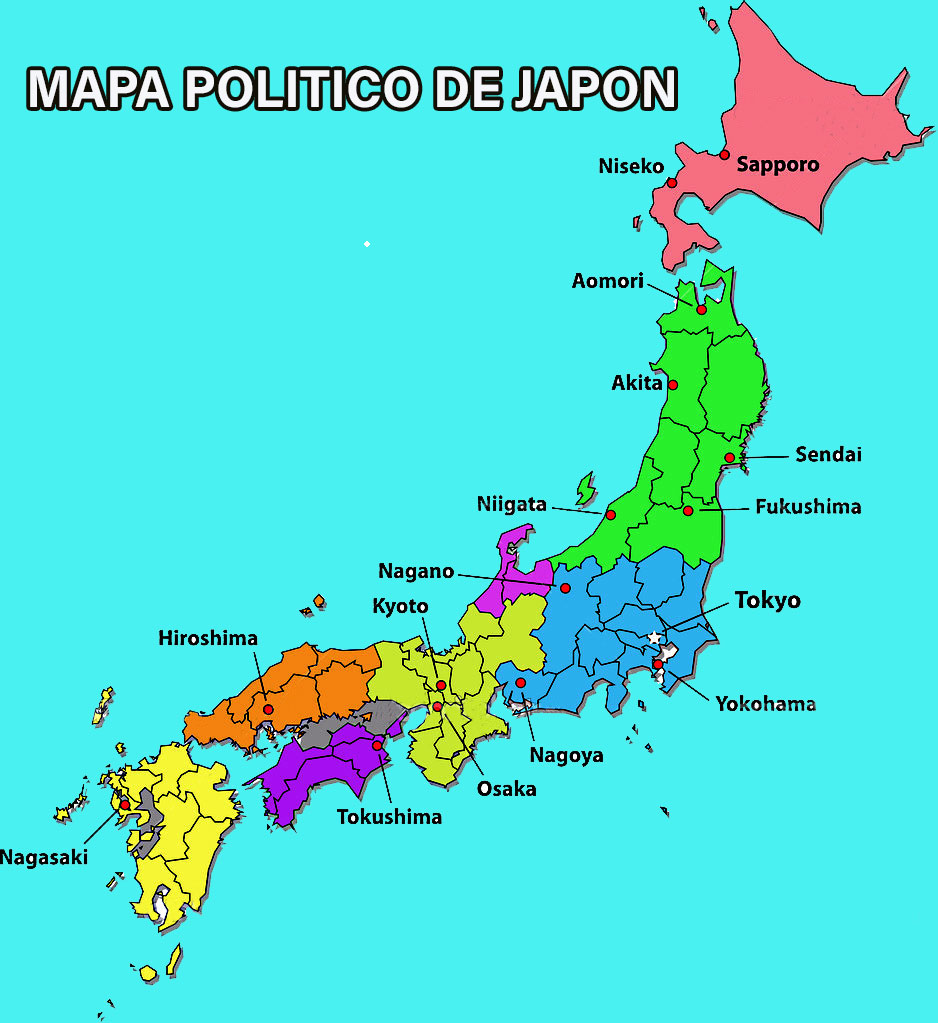 MAPA POLITICO DE JAPON
Niseko
Sapporo
Aomori
Akita
Sendai
Niigata
Fukushima
Nagano
Tokyo
Kyoto
Hiroshima
Yokohama
Nagoya
Osaka
Tokushima
Nagasaki